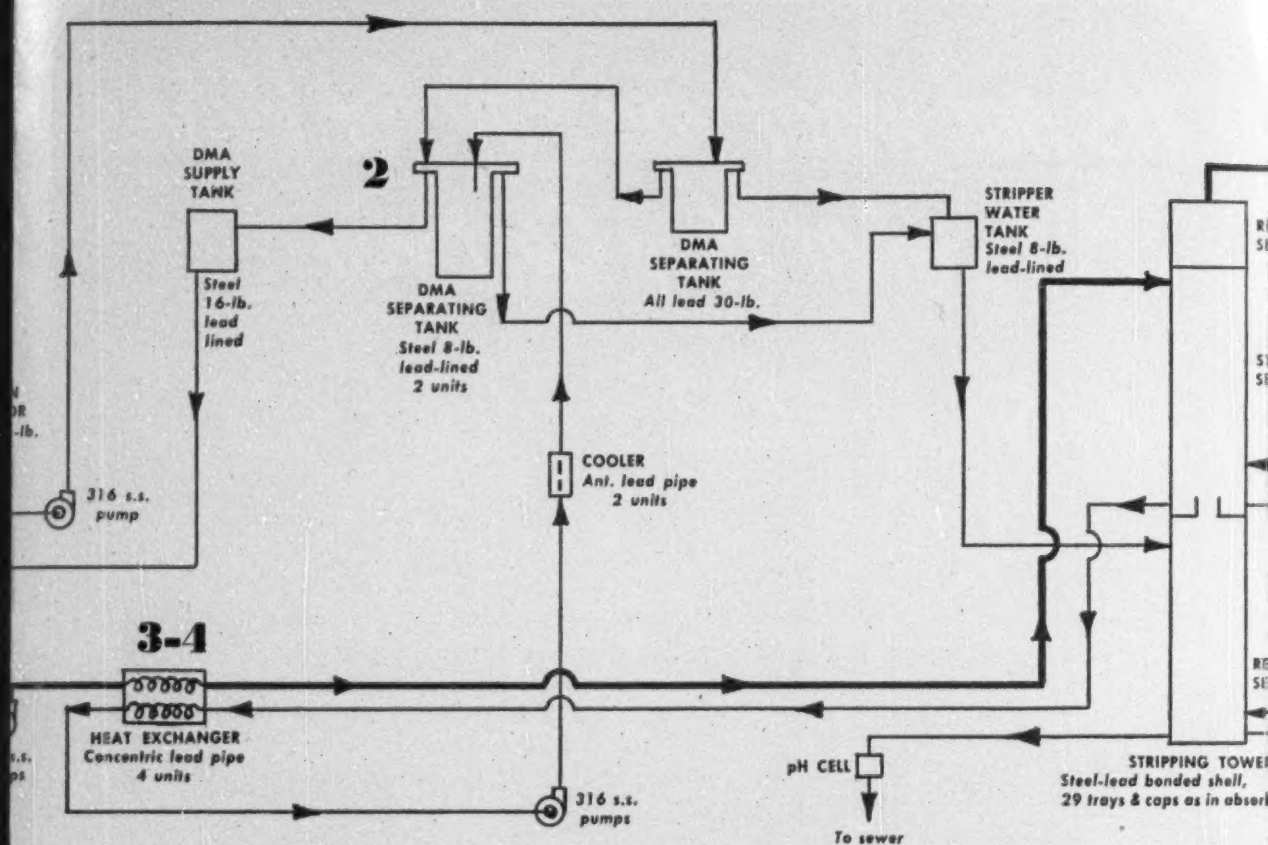 DMA
SUPPLY
TANK
Steel
16-lb.
lead
lined
2
DMA
SEPARATING
TANK
Steel 8-lb.
lead-lined
2 units
DMA
SEPARATING
TANK
All lead 30-lb.
STRIPPER
WATER
TANK
Steel 8-lb.
lead-lined
-lb.
316 s.s.
pump
COOLER
Ant. lead pipe
2 units
3-4
HEAT EXCHANGER
Concentric lead pipe
4 units
316 s.s.
pumps
pH CELL
To sewer
STRIPPING TOWER
Steel-lead bonded shell,
29 trays & caps as in